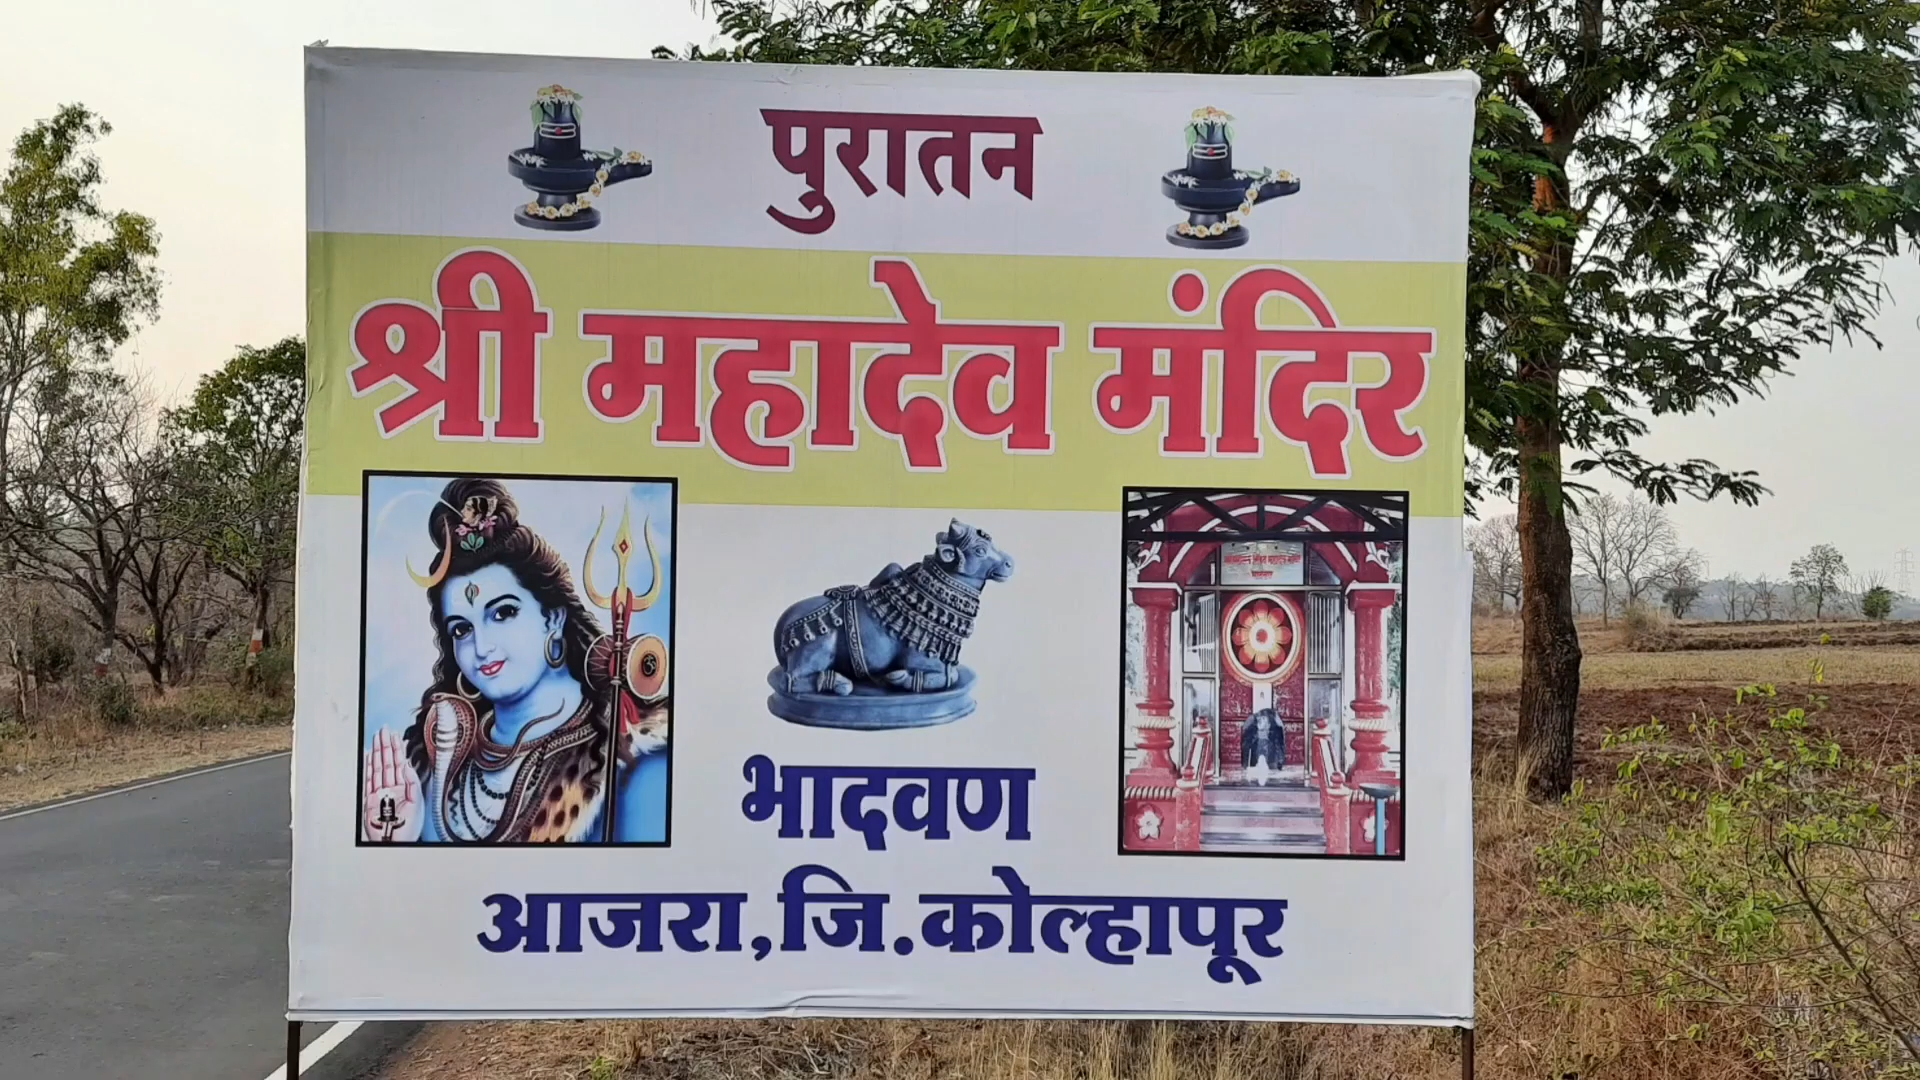 पुरातन
श्री महादेव मंदिर
भादवण
आजरा,जि.कोल्हापूर